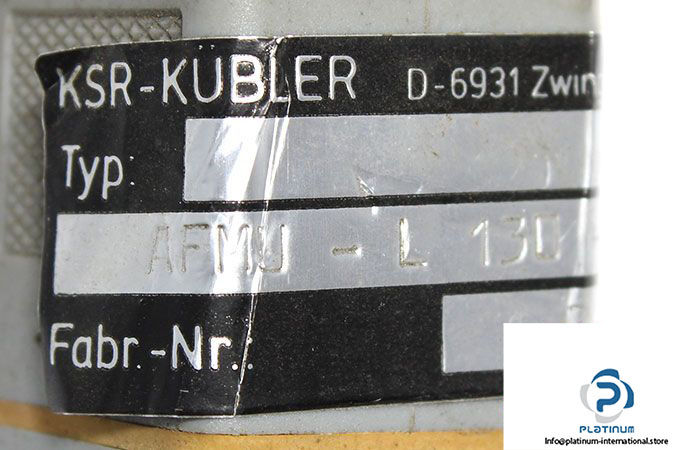 KSR-KÜBLER D-6931 Zwin
Typ:
AFMU - L 130
Fabr.-Nr.:
PLATINUM
info@platinum-international.store